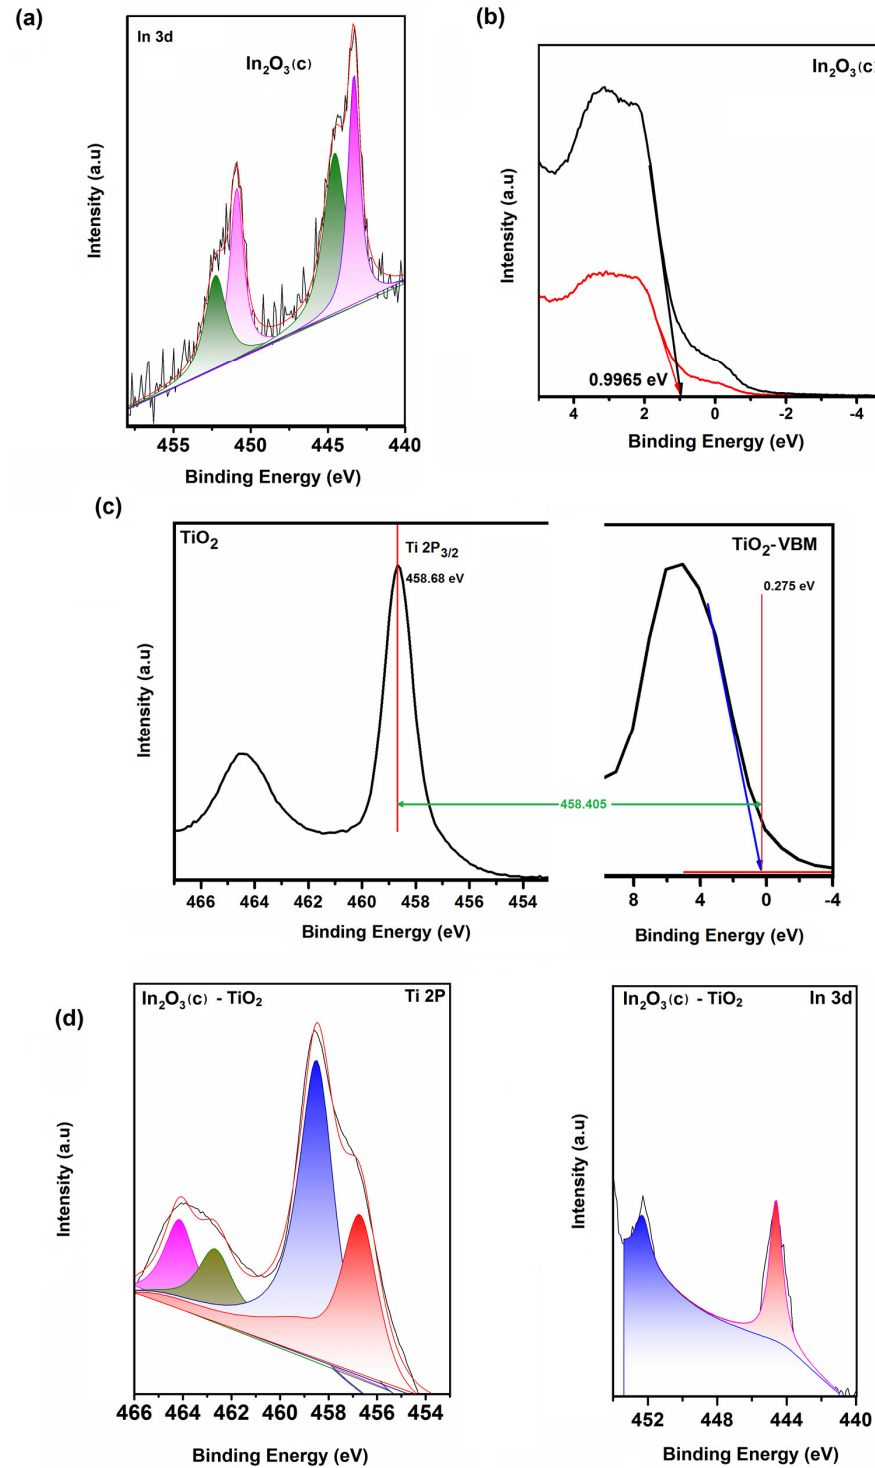 (a)
In 3d
In₂O₃(c)
Intensity (a.u)
455 450 445 440
Binding Energy (eV)
(b)
In₂O₃(c)
Intensity (a.u)
0.9965 eV
4 2 0 -2 -4
Binding Energy (eV)
(c)
TiO₂
Ti 2P₃/₂
458.68 eV
Intensity (a.u)
466 464 462 460 458 456 454
Binding Energy (eV)
TiO₂-VBM
0.275 eV
458.405
Intensity (a.u)
8 4 0 -4
Binding Energy (eV)
(d)
In₂O₃(c) - TiO₂ Ti 2P
Intensity (a.u)
466 464 462 460 458 456 454
Binding Energy (eV)
In₂O₃(c) - TiO₂ In 3d
Intensity (a.u)
452 448 444 440
Binding Energy (eV)